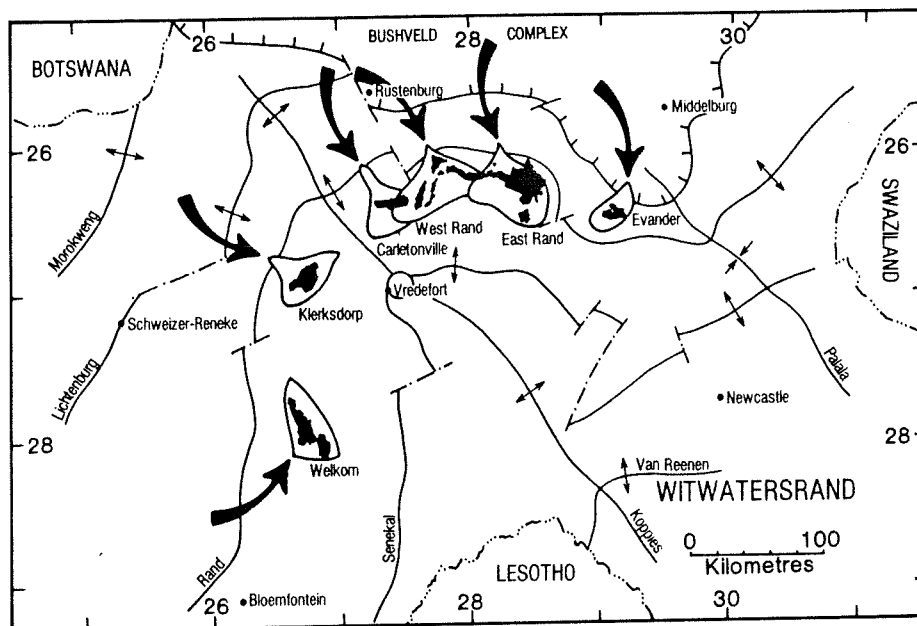 26
BUSHVELD
28
COMPLEX
30
BOTSWANA
Rustenburg
Middelburg
26
26
SWAZILAND
Morokweng
West Rand
Evander
Carletonville
East Rand
Vredefort
Klerksdorp
Schweizer-Reneke
Lichtenburg
Palala
Newcastle
28
28
Welkom
Van Reenen
WITWATERSRAND
Koppies
0 100
Kilometres
Senekal
Rand
LESOTHO
26
Bloemfontein
28
30